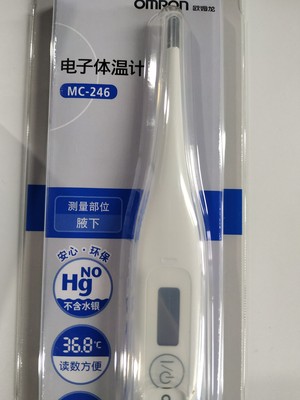 OMRON 欧姆龙
电子体温计
MC-246
测量部位
腋下
安心·环保
NO
Hg
不含水银
36.8℃
读数方便